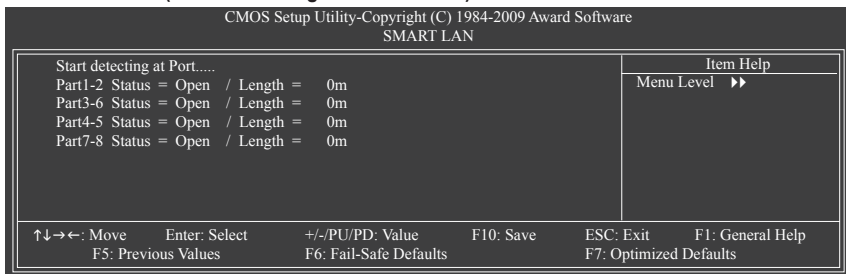 CMOS Setup Utility-Copyright (C) 1984-2009 Award Software
SMART LAN
Start detecting at Port.....
Part1-2 Status = Open / Length = 0m
Part3-6 Status = Open / Length = 0m
Part4-5 Status = Open / Length = 0m
Part7-8 Status = Open / Length = 0m
Item Help
Menu Level ▶▶
↑↓→←: Move Enter: Select +/-/PU/PD: Value F10: Save ESC: Exit F1: General Help
F5: Previous Values F6: Fail-Safe Defaults F7: Optimized Defaults